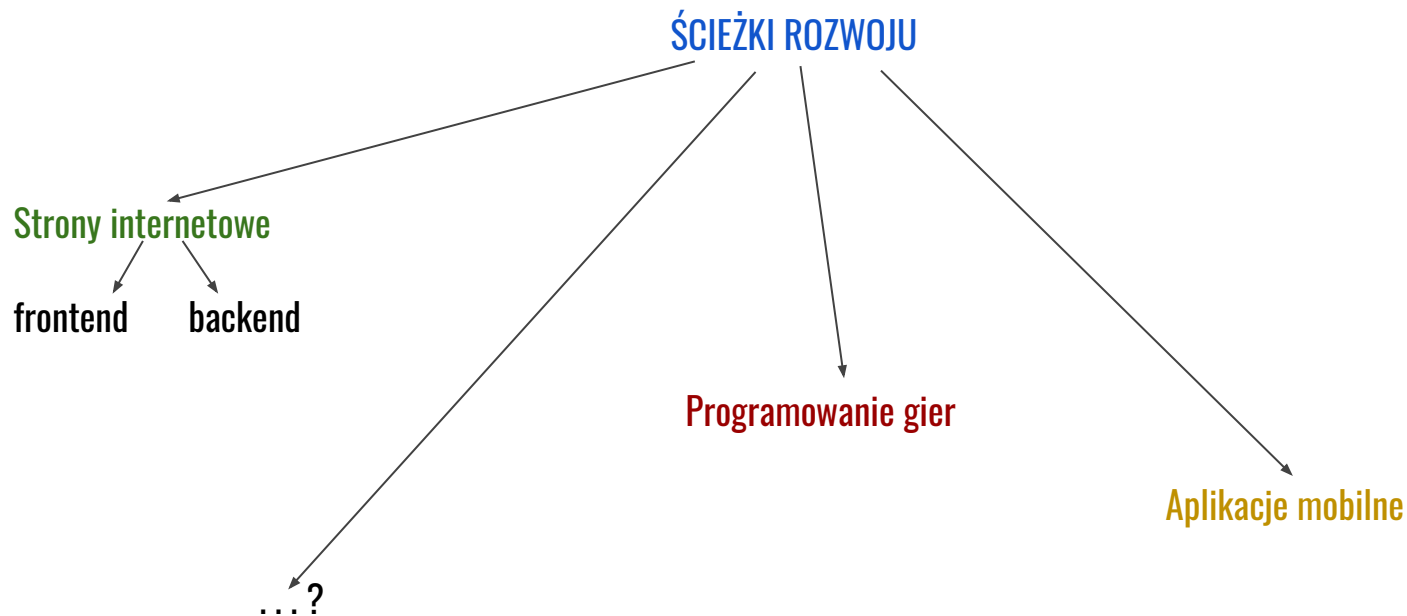 ŚCIEŻKI ROZWOJU
Strony internetowe
frontend
backend
Programowanie gier
Aplikacje mobilne
...?